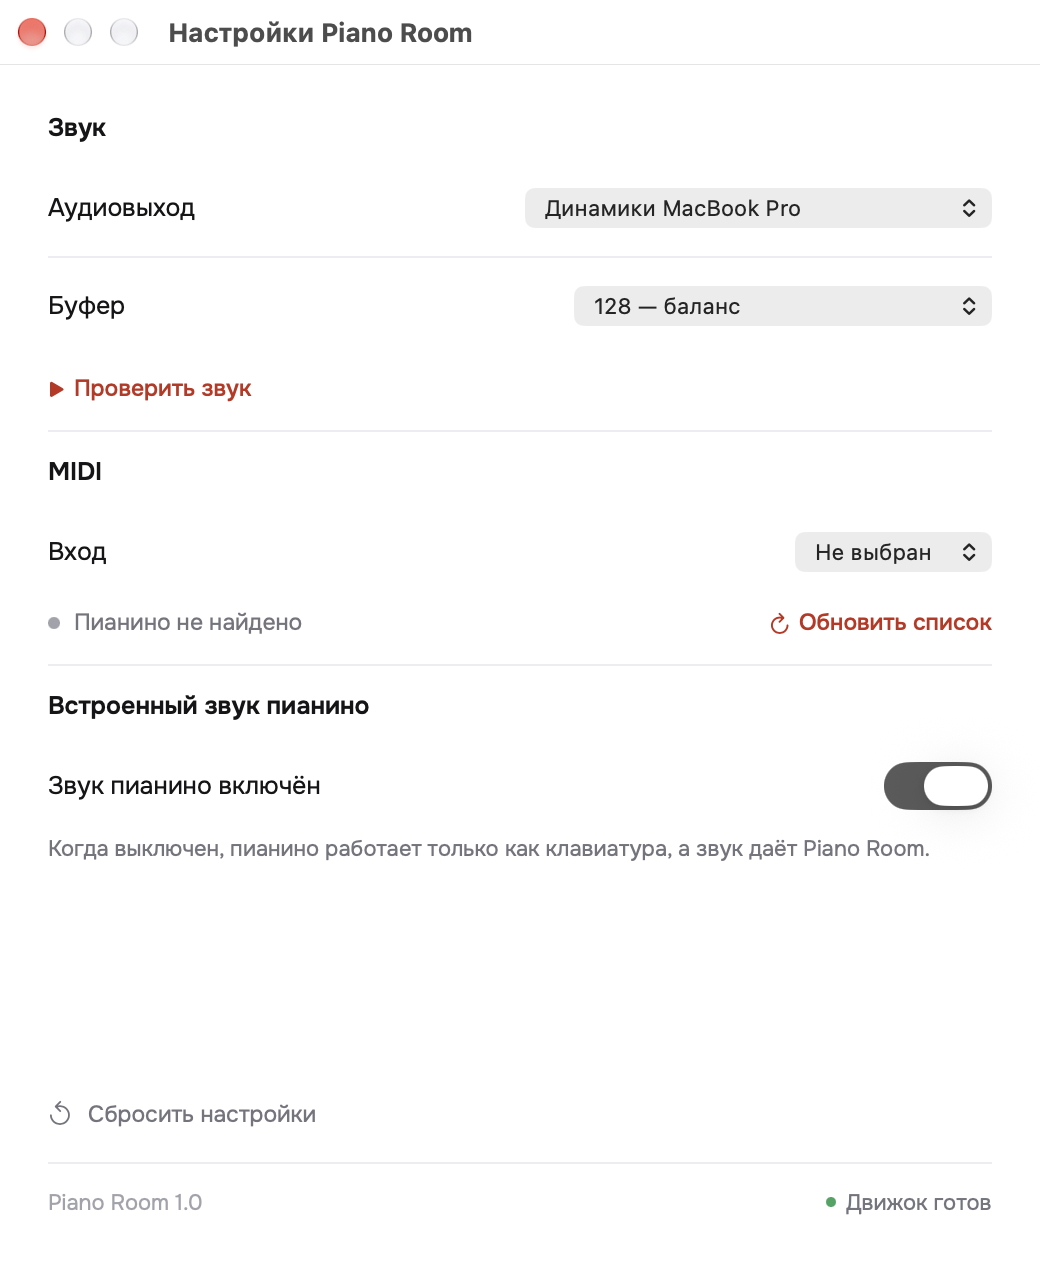 Настройки Piano Room
Звук
Аудиовыход
Динамики MacBook Pro
Буфер
128 — баланс
Проверить звук
MIDI
Вход
Не выбран
Пианино не найдено
Обновить список
Встроенный звук пианино
Звук пианино включён
Когда выключен, пианино работает только как клавиатура, а звук даёт Piano Room.
Сбросить настройки
Piano Room 1.0
Движок готов